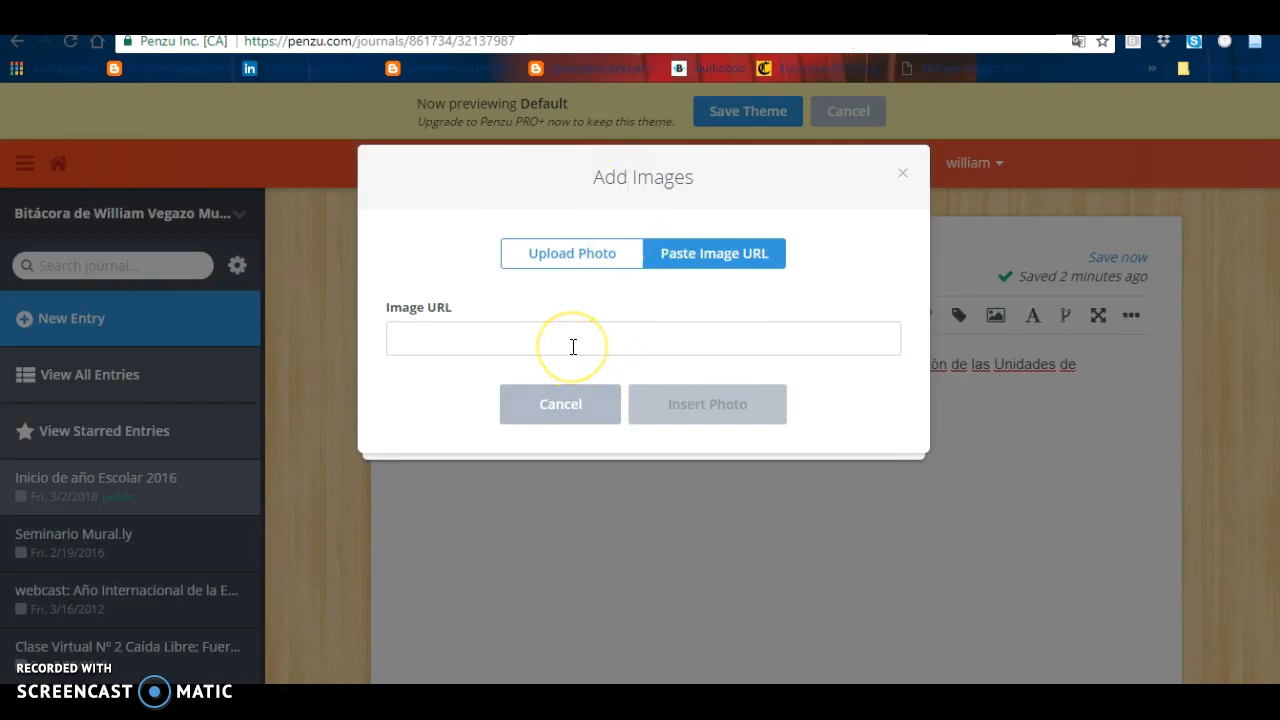 Penzu Inc. [CA] https://penzu.com/journals/861734/32137987
Now previewing Default
Upgrade to Penzu PRO+ now to keep this theme.
Save Theme
Cancel
william
Add Images
×
Bitácora de William Vegazo Mu...
Search journal...
Upload Photo
Paste Image URL
Save now
Saved 2 minutes ago
New Entry
Image URL
ón de las Unidades de
View All Entries
Cancel
Insert Photo
View Starred Entries
Inicio de año Escolar 2016
Fri. 3/2/2018 public
Seminario Mural.ly
Fri. 2/19/2016
webcast: Año Internacional de la E...
Fri. 3/16/2012
Clase Virtual Nº 2 Caída Libre; Fuer...
RECORDED WITH
SCREENCAST MATIC